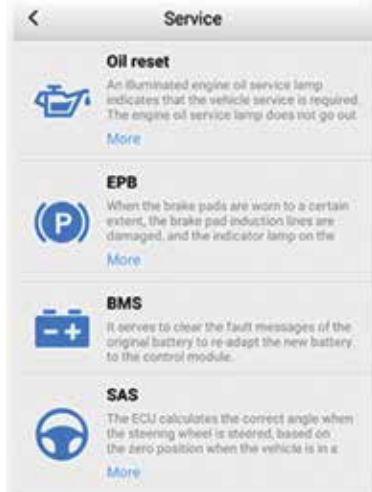 Service
Oil reset
An illuminated engine oil service lamp
indicates that the vehicle service is required.
The engine oil service lamp does not go out
More
EPB
When the brake pads are worn to a certain
extent, the brake pad induction lines are
damaged, and the indicator lamp on the
More
BMS
It serves to clear the fault messages of the
original battery to re-adapt the new battery
to the control module.
SAS
The ECU calculates the correct angle when
the steering wheel is steered, based on
the zero position when the vehicle is in a
More